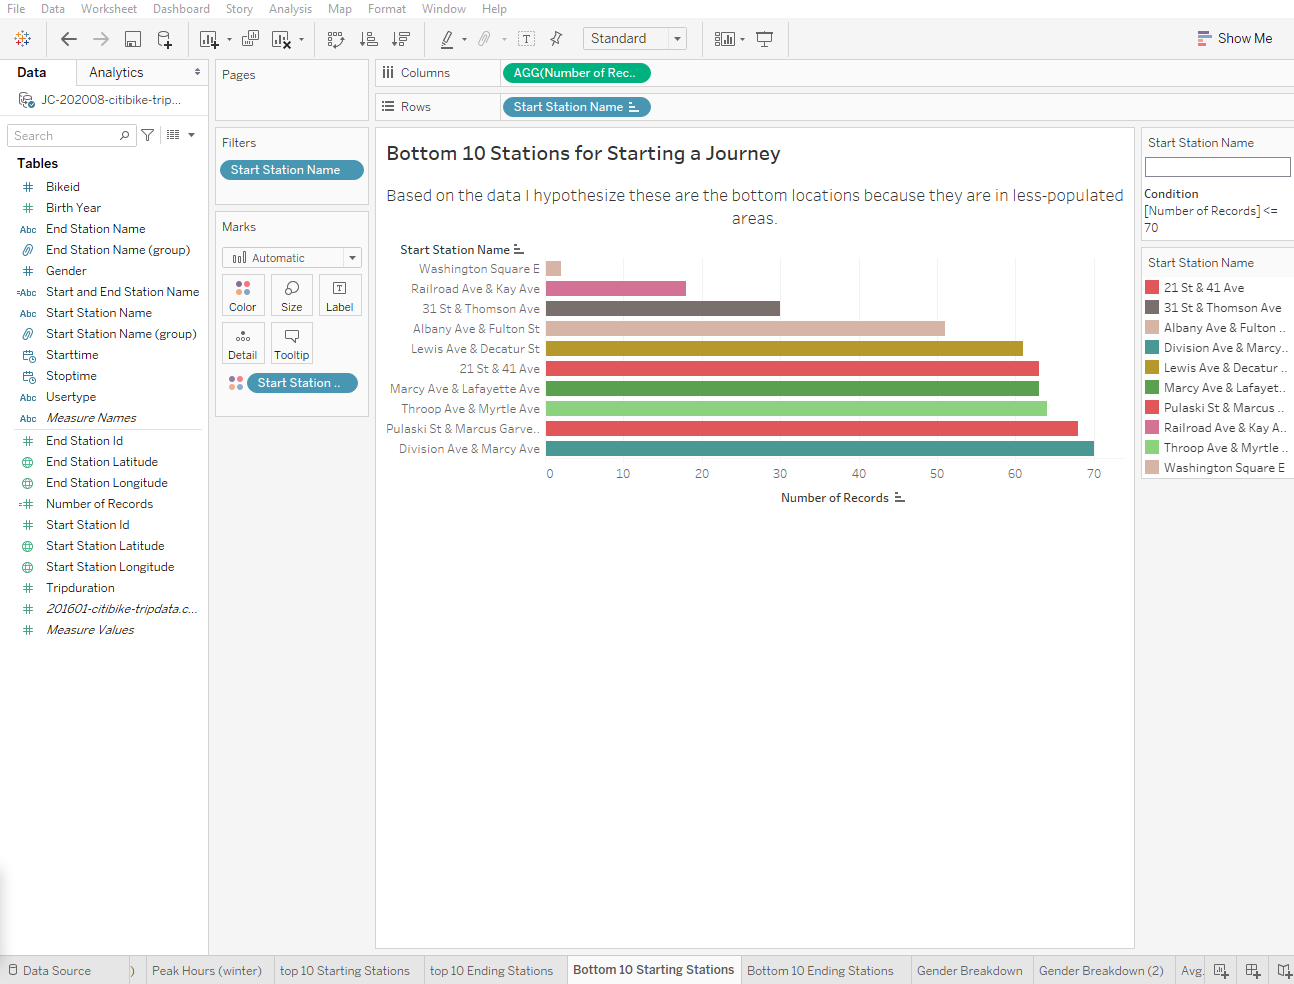 File Data Worksheet Dashboard Story Analysis Map Format Window Help
Standard
Show Me
Data Analytics
JC-202008-citibike-trip...
Search
Tables
Bikeid
Birth Year
Abc End Station Name
End Station Name (group)
Gender
=Abc Start and End Station Name
Abc Start Station Name
Start Station Name (group)
Starttime
Stoptime
Abc Usertype
Abc Measure Names
End Station Id
End Station Latitude
End Station Longitude
Number of Records
Start Station Id
Start Station Latitude
Start Station Longitude
Tripduration
201601-citibike-tripdata.c...
Measure Values
Pages
Filters
Start Station Name
Marks
Automatic
Color Size Label
Detail Tooltip
Start Station ..
Columns AGG(Number of Rec..
Rows Start Station Name
Bottom 10 Stations for Starting a Journey
Based on the data I hypothesize these are the bottom locations because they are in less-populated
areas.
Start Station Name
Washington Square E
Railroad Ave & Kay Ave
31 St & Thomson Ave
Albany Ave & Fulton St
Lewis Ave & Decatur St
21 St & 41 Ave
Marcy Ave & Lafayette Ave
Throop Ave & Myrtle Ave
Pulaski St & Marcus Garve..
Division Ave & Marcy Ave
0 10 20 30 40 50 60 70
Number of Records
Start Station Name
Condition
[Number of Records] <=
70
Start Station Name
21 St & 41 Ave
31 St & Thomson Ave
Albany Ave & Fulton ..
Division Ave & Marcy..
Lewis Ave & Decatur ..
Marcy Ave & Lafayet..
Pulaski St & Marcus ..
Railroad Ave & Kay A..
Throop Ave & Myrtle ..
Washington Square E
Data Source ) Peak Hours (winter) top 10 Starting Stations top 10 Ending Stations Bottom 10 Starting Stations Bottom 10 Ending Stations Gender Breakdown Gender Breakdown (2) Avg.